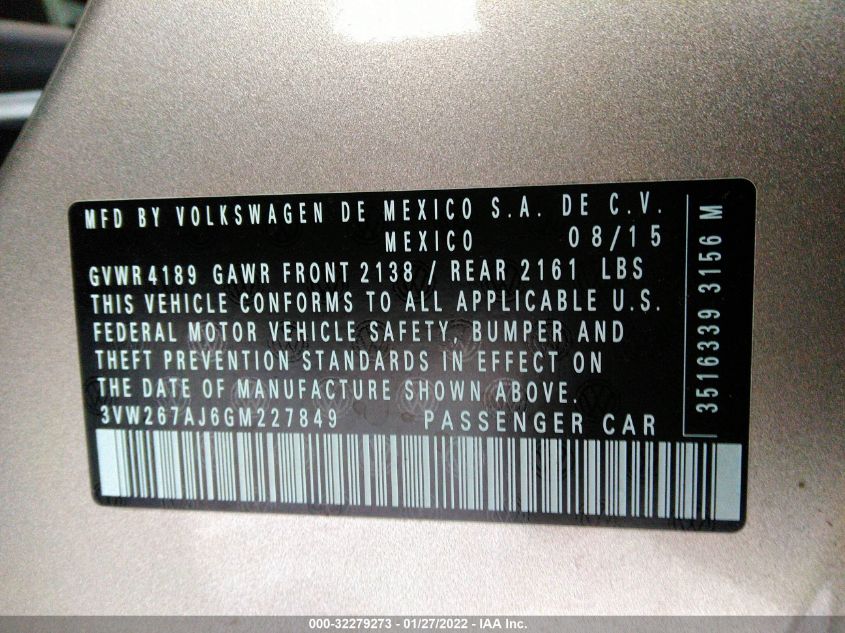 MFD BY VOLKSWAGEN DE MEXICO S.A. DE C.V.
MEXICO 08/15
GVWR 4189 GAWR FRONT 2138 / REAR 2161 LBS
THIS VEHICLE CONFORMS TO ALL APPLICABLE U.S.
FEDERAL MOTOR VEHICLE SAFETY, BUMPER AND
THEFT PREVENTION STANDARDS IN EFFECT ON
THE DATE OF MANUFACTURE SHOWN ABOVE.
3VW267AJ6GM227849 PASSENGER CAR
3516339 3156 M
000-32279273 - 01/27/2022 - IAA Inc.